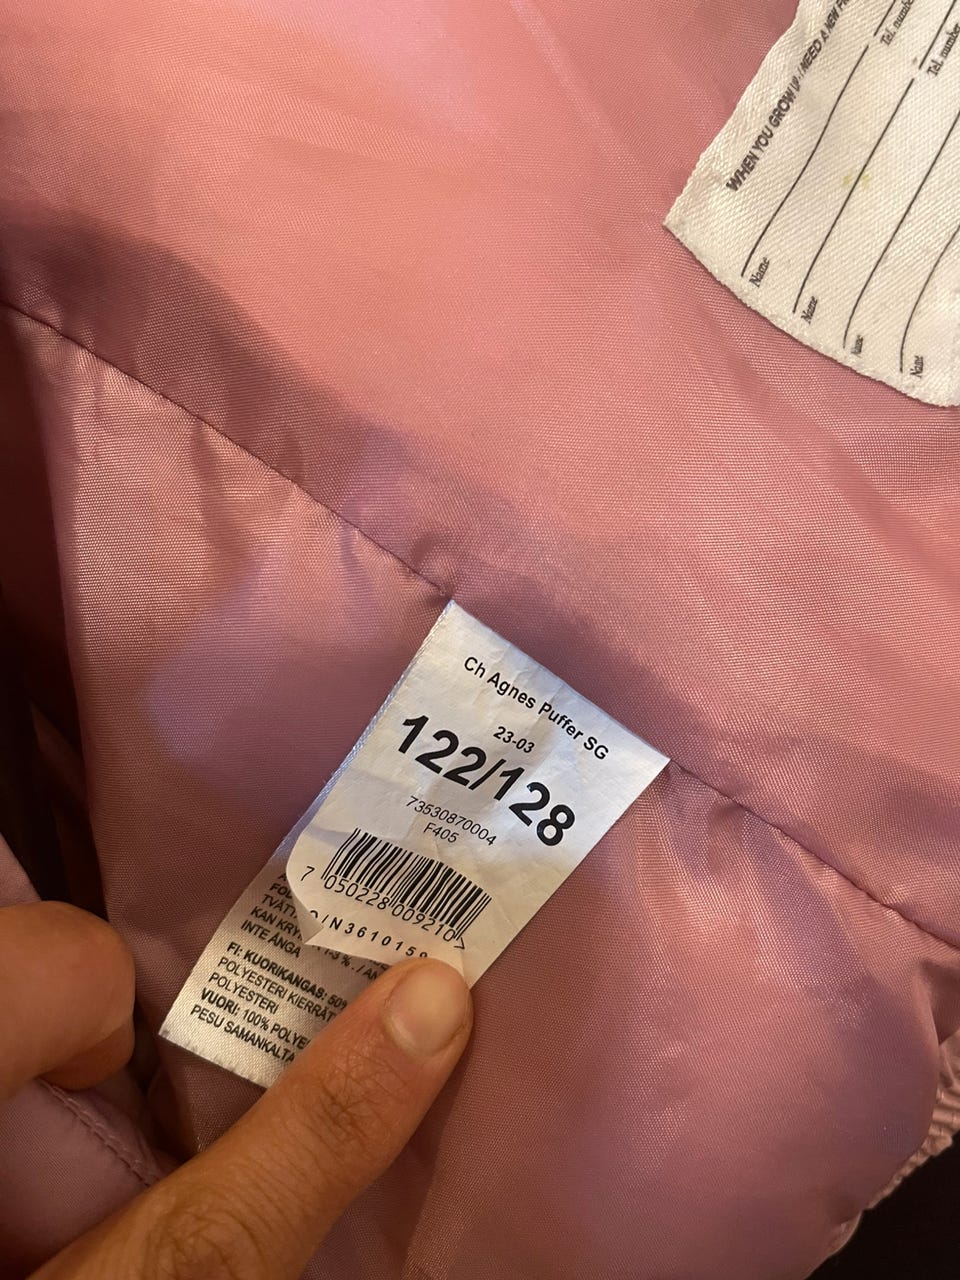 WHEN YOU GROW
NEED A NEW
Name
Tel. number
Name
Tel. number
Name
Name
Ch Agnes Puffer SG
23-03
122/128
73530870004
F405
7 050228 009210 >
O/N361015
TVÄTT
KAN
INTE ÅNGA
FI: KUORIKANGAS: 50%
POLYESTERI KIERRÄT
POLYESTERI
VUORI: 100% POLYE
PESU SAMANKALTA